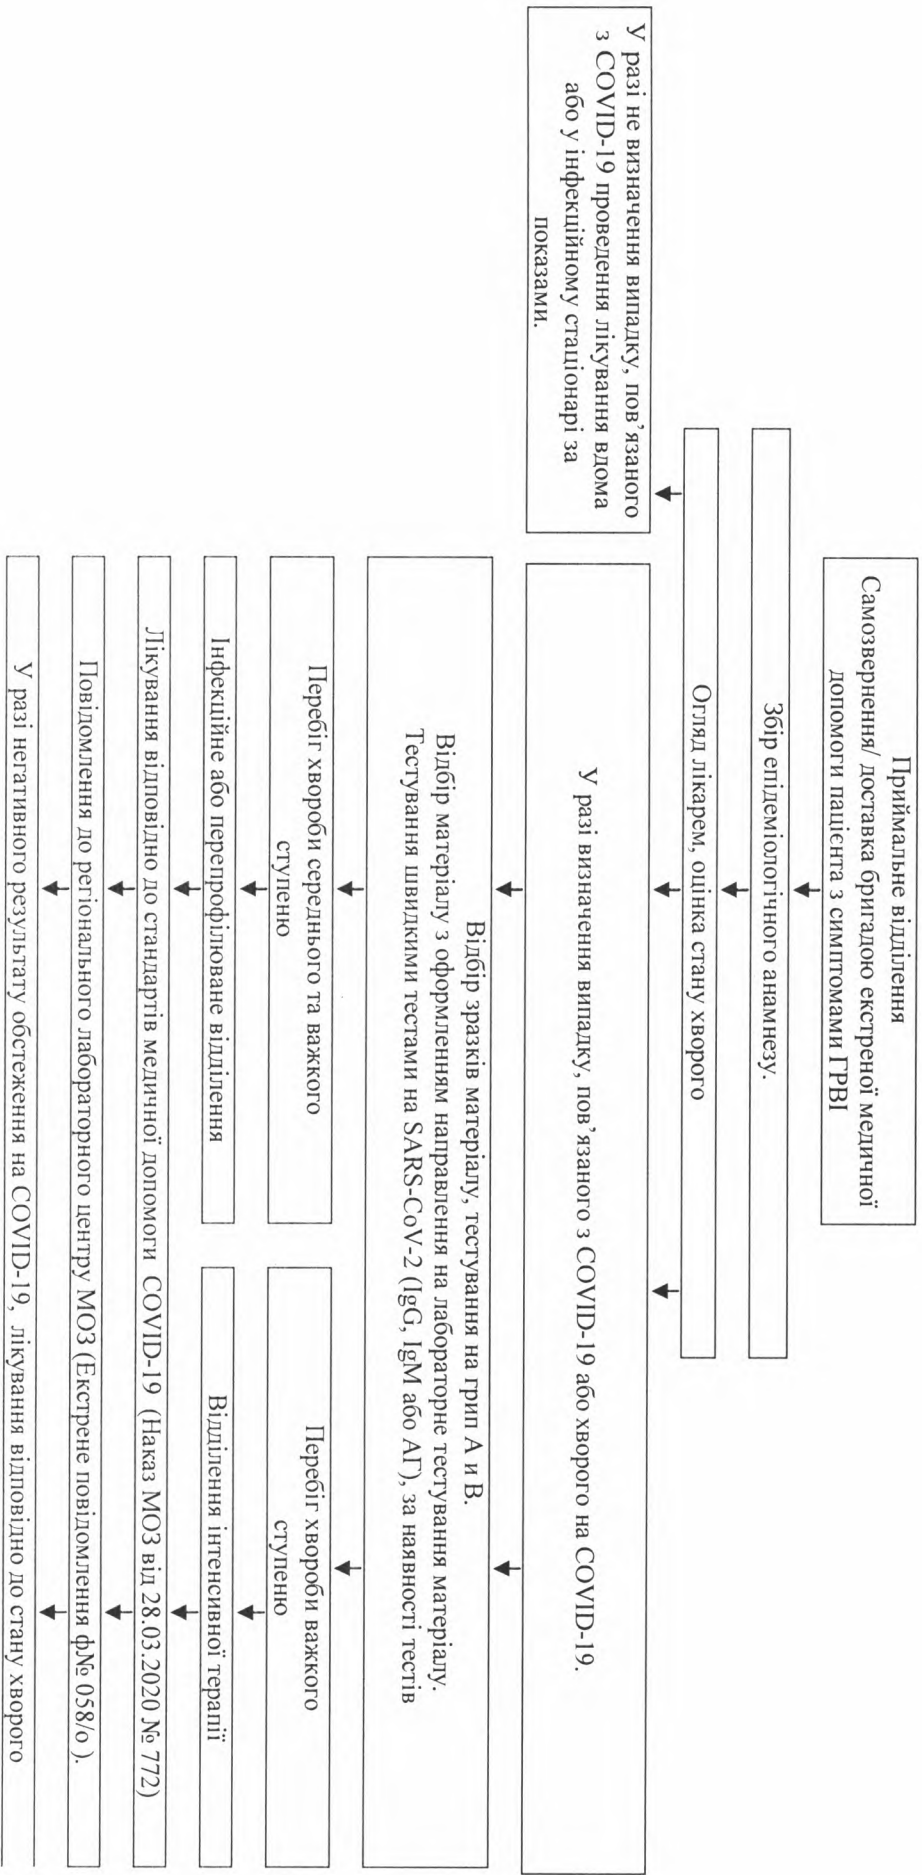 Приймальне відділення
Самозвернення/ доставка бригадою екстреної медичної
допомоги пацієнта з симптомами ГРВІ
Збір епідеміологічного анамнезу.
Огляд лікарем, оцінка стану хворого
У разі не визначення випадку, пов’язаного
з COVID-19 проведення лікування вдома
або у інфекційному стаціонарі за
показами.
У разі визначення випадку, пов’язаного з COVID-19 або хворого на COVID-19.
Відбір зразків матеріалу, тестування на грип А и В.
Відбір матеріалу з оформленням направлення на лабораторне тестування матеріалу.
Тестування швидкими тестами на SARS-CoV-2 (IgG, IgM або АГ), за наявності тестів
Перебіг хвороби середнього та важкого
ступеню
Перебіг хвороби важкого
ступеню
Інфекційне або перепрофілюване відділення
Відділення інтенсивної терапії
Лікування відповідно до стандартів медичної допомоги COVID-19 (Наказ МОЗ від 28.03.2020 № 772)
Повідомлення до регіонального лабораторного центру МОЗ (Екстрене повідомлення ф№ 058/о ).
У разі негативного результату обстеження на COVID-19, лікування відповідно до стану хворого